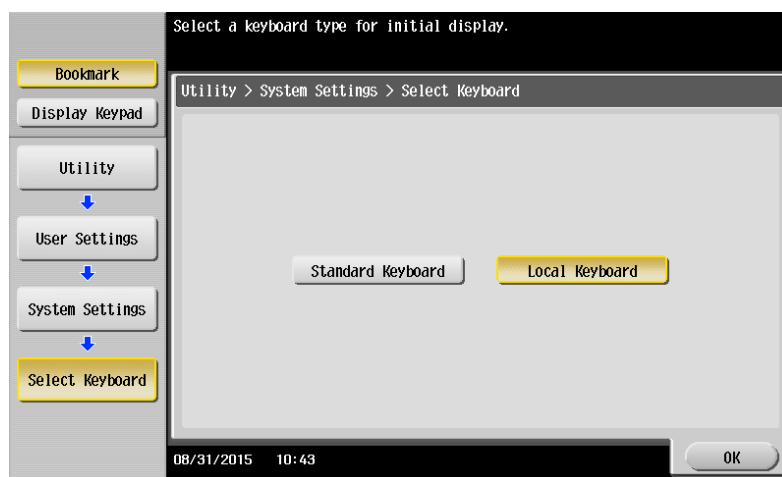 Select a keyboard type for initial display.
Bookmark
Display Keypad
Utility
User Settings
System Settings
Select Keyboard
Utility > System Settings > Select Keyboard
Standard Keyboard
Local Keyboard
08/31/2015 10:43
OK